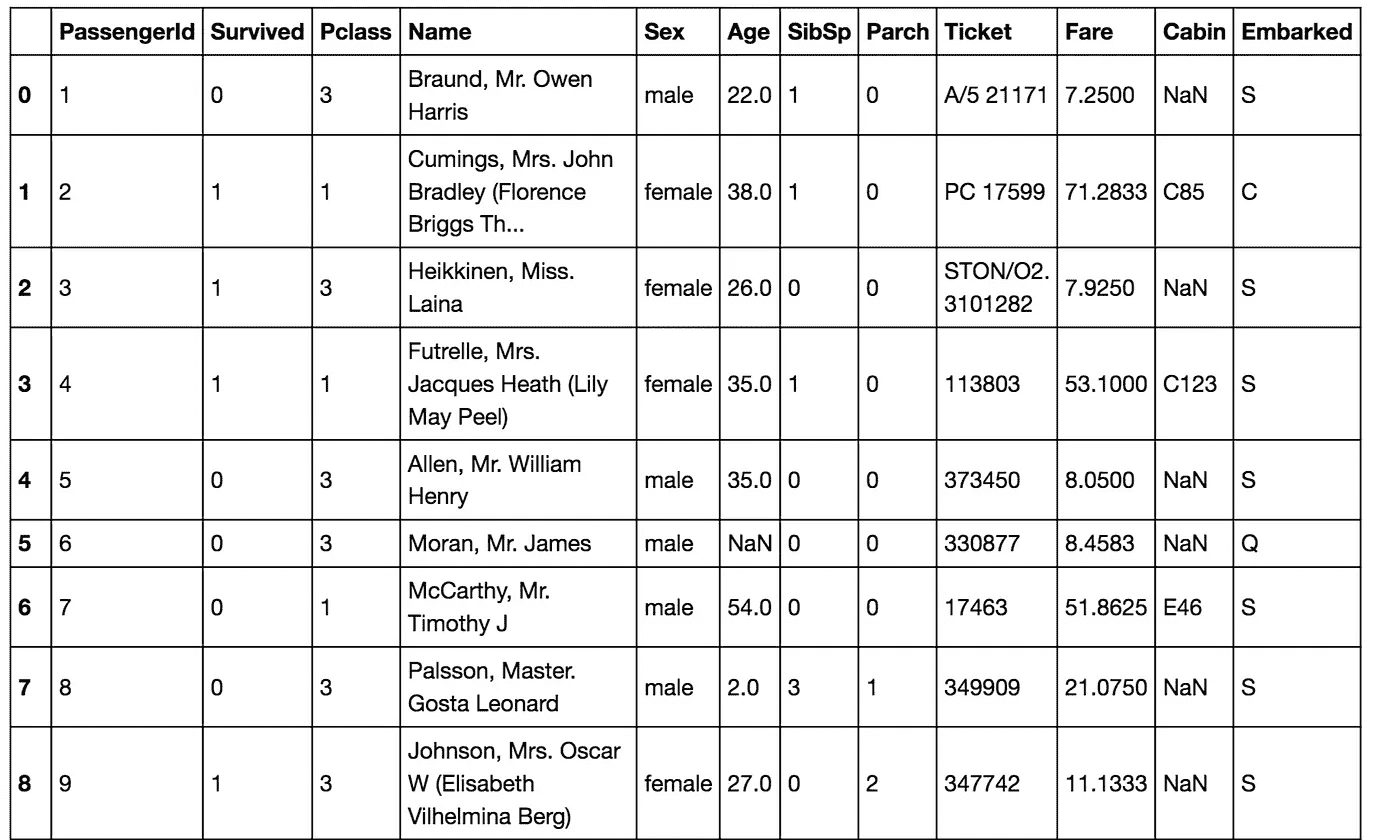 PassengerId Survived Pclass Name Sex Age SibSp Parch Ticket Fare Cabin Embarked
0 1 0 3 Braund, Mr. Owen Harris male 22.0 1 0 A/5 21171 7.2500 NaN S
1 2 1 1 Cumings, Mrs. John Bradley (Florence Briggs Th... female 38.0 1 0 PC 17599 71.2833 C85 C
2 3 1 3 Heikkinen, Miss. Laina female 26.0 0 0 STON/O2. 3101282 7.9250 NaN S
3 4 1 1 Futrelle, Mrs. Jacques Heath (Lily May Peel) female 35.0 1 0 113803 53.1000 C123 S
4 5 0 3 Allen, Mr. William Henry male 35.0 0 0 373450 8.0500 NaN S
5 6 0 3 Moran, Mr. James male NaN 0 0 330877 8.4583 NaN Q
6 7 0 1 McCarthy, Mr. Timothy J male 54.0 0 0 17463 51.8625 E46 S
7 8 0 3 Palsson, Master. Gosta Leonard male 2.0 3 1 349909 21.0750 NaN S
8 9 1 3 Johnson, Mrs. Oscar W (Elisabeth Vilhelmina Berg) female 27.0 0 2 347742 11.1333 NaN S